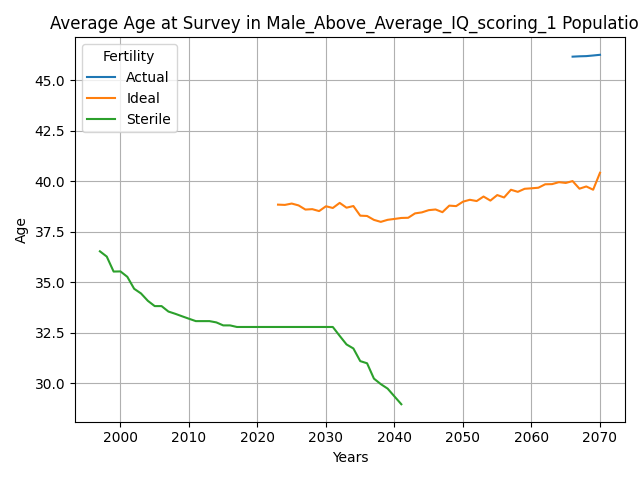 Average Age at Survey in Male_Above_Average_IQ_scoring_1 Populatio
Fertility
Actual
Ideal
Sterile
45.0
42.5
40.0
37.5
35.0
32.5
30.0
Age
2000 2010 2020 2030 2040 2050 2060 2070
Years